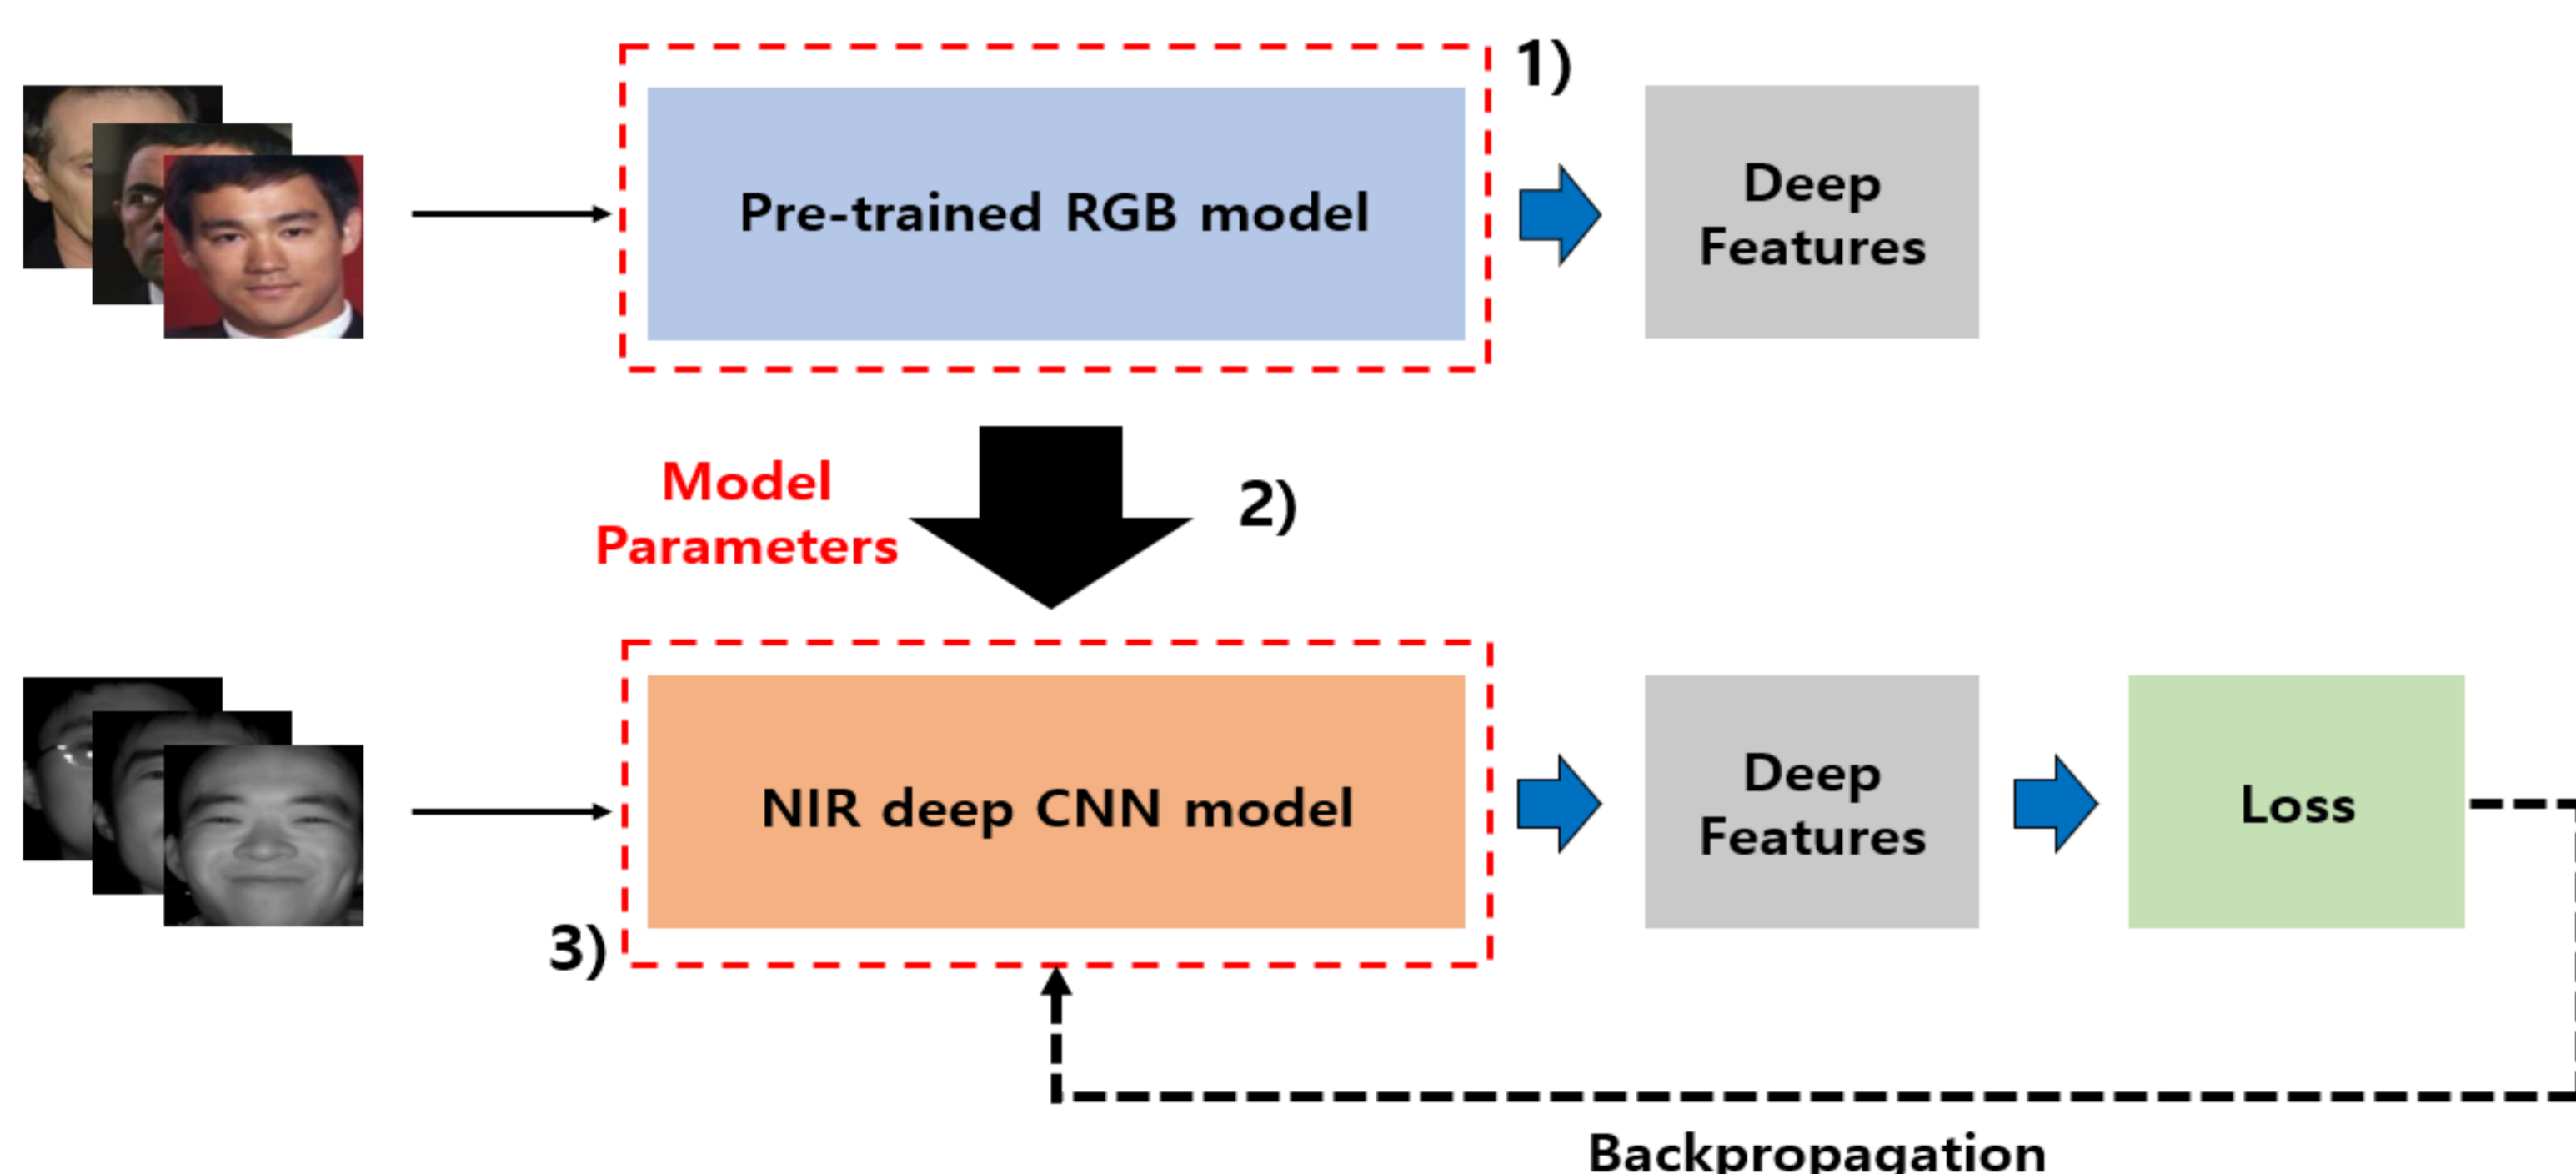 1)
Pre-trained RGB model
Deep
Features
Model
Parameters
2)
NIR deep CNN model
Deep
Features
Loss
3)
Backpropagation